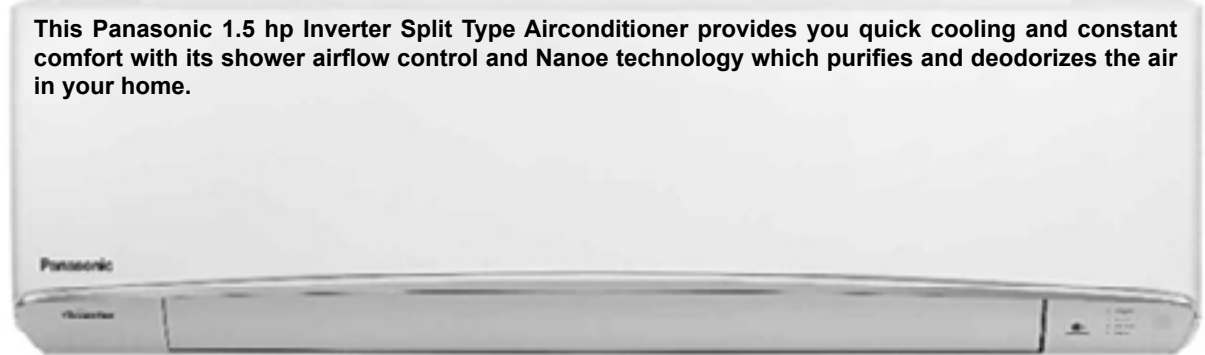 This Panasonic 1.5 hp Inverter Split Type Airconditioner provides you quick cooling and constant
comfort with its shower airflow control and Nanoe technology which purifies and deodorizes the air
in your home.
Panasonic
Inverter